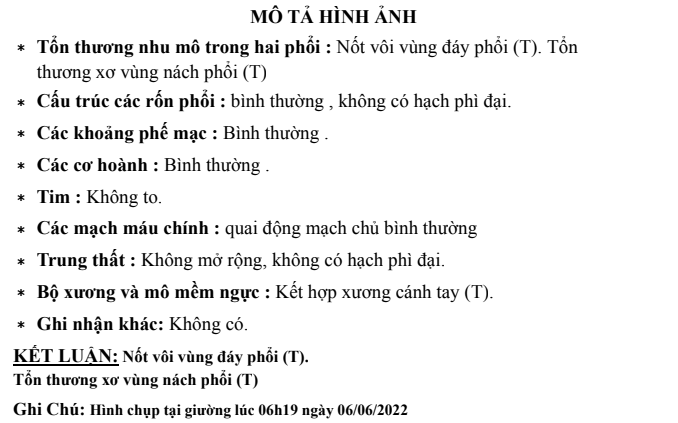 MÔ TẢ HÌNH ẢNH
* Tổn thương nhu mô trong hai phổi : Nốt vôi vùng đáy phổi (T). Tổn
thương xơ vùng nách phổi (T)
* Cấu trúc các rốn phổi : bình thường , không có hạch phì đại.
* Các khoảng phế mạc : Bình thường .
* Các cơ hoành : Bình thường .
* Tim : Không to.
* Các mạch máu chính : quai động mạch chủ bình thường
* Trung thất : Không mở rộng, không có hạch phì đại.
* Bộ xương và mô mềm ngực : Kết hợp xương cánh tay (T).
* Ghi nhận khác: Không có.
KẾT LUẬN: Nốt vôi vùng đáy phổi (T).
Tổn thương xơ vùng nách phổi (T)
Ghi Chú: Hình chụp tại giường lúc 06h19 ngày 06/06/2022